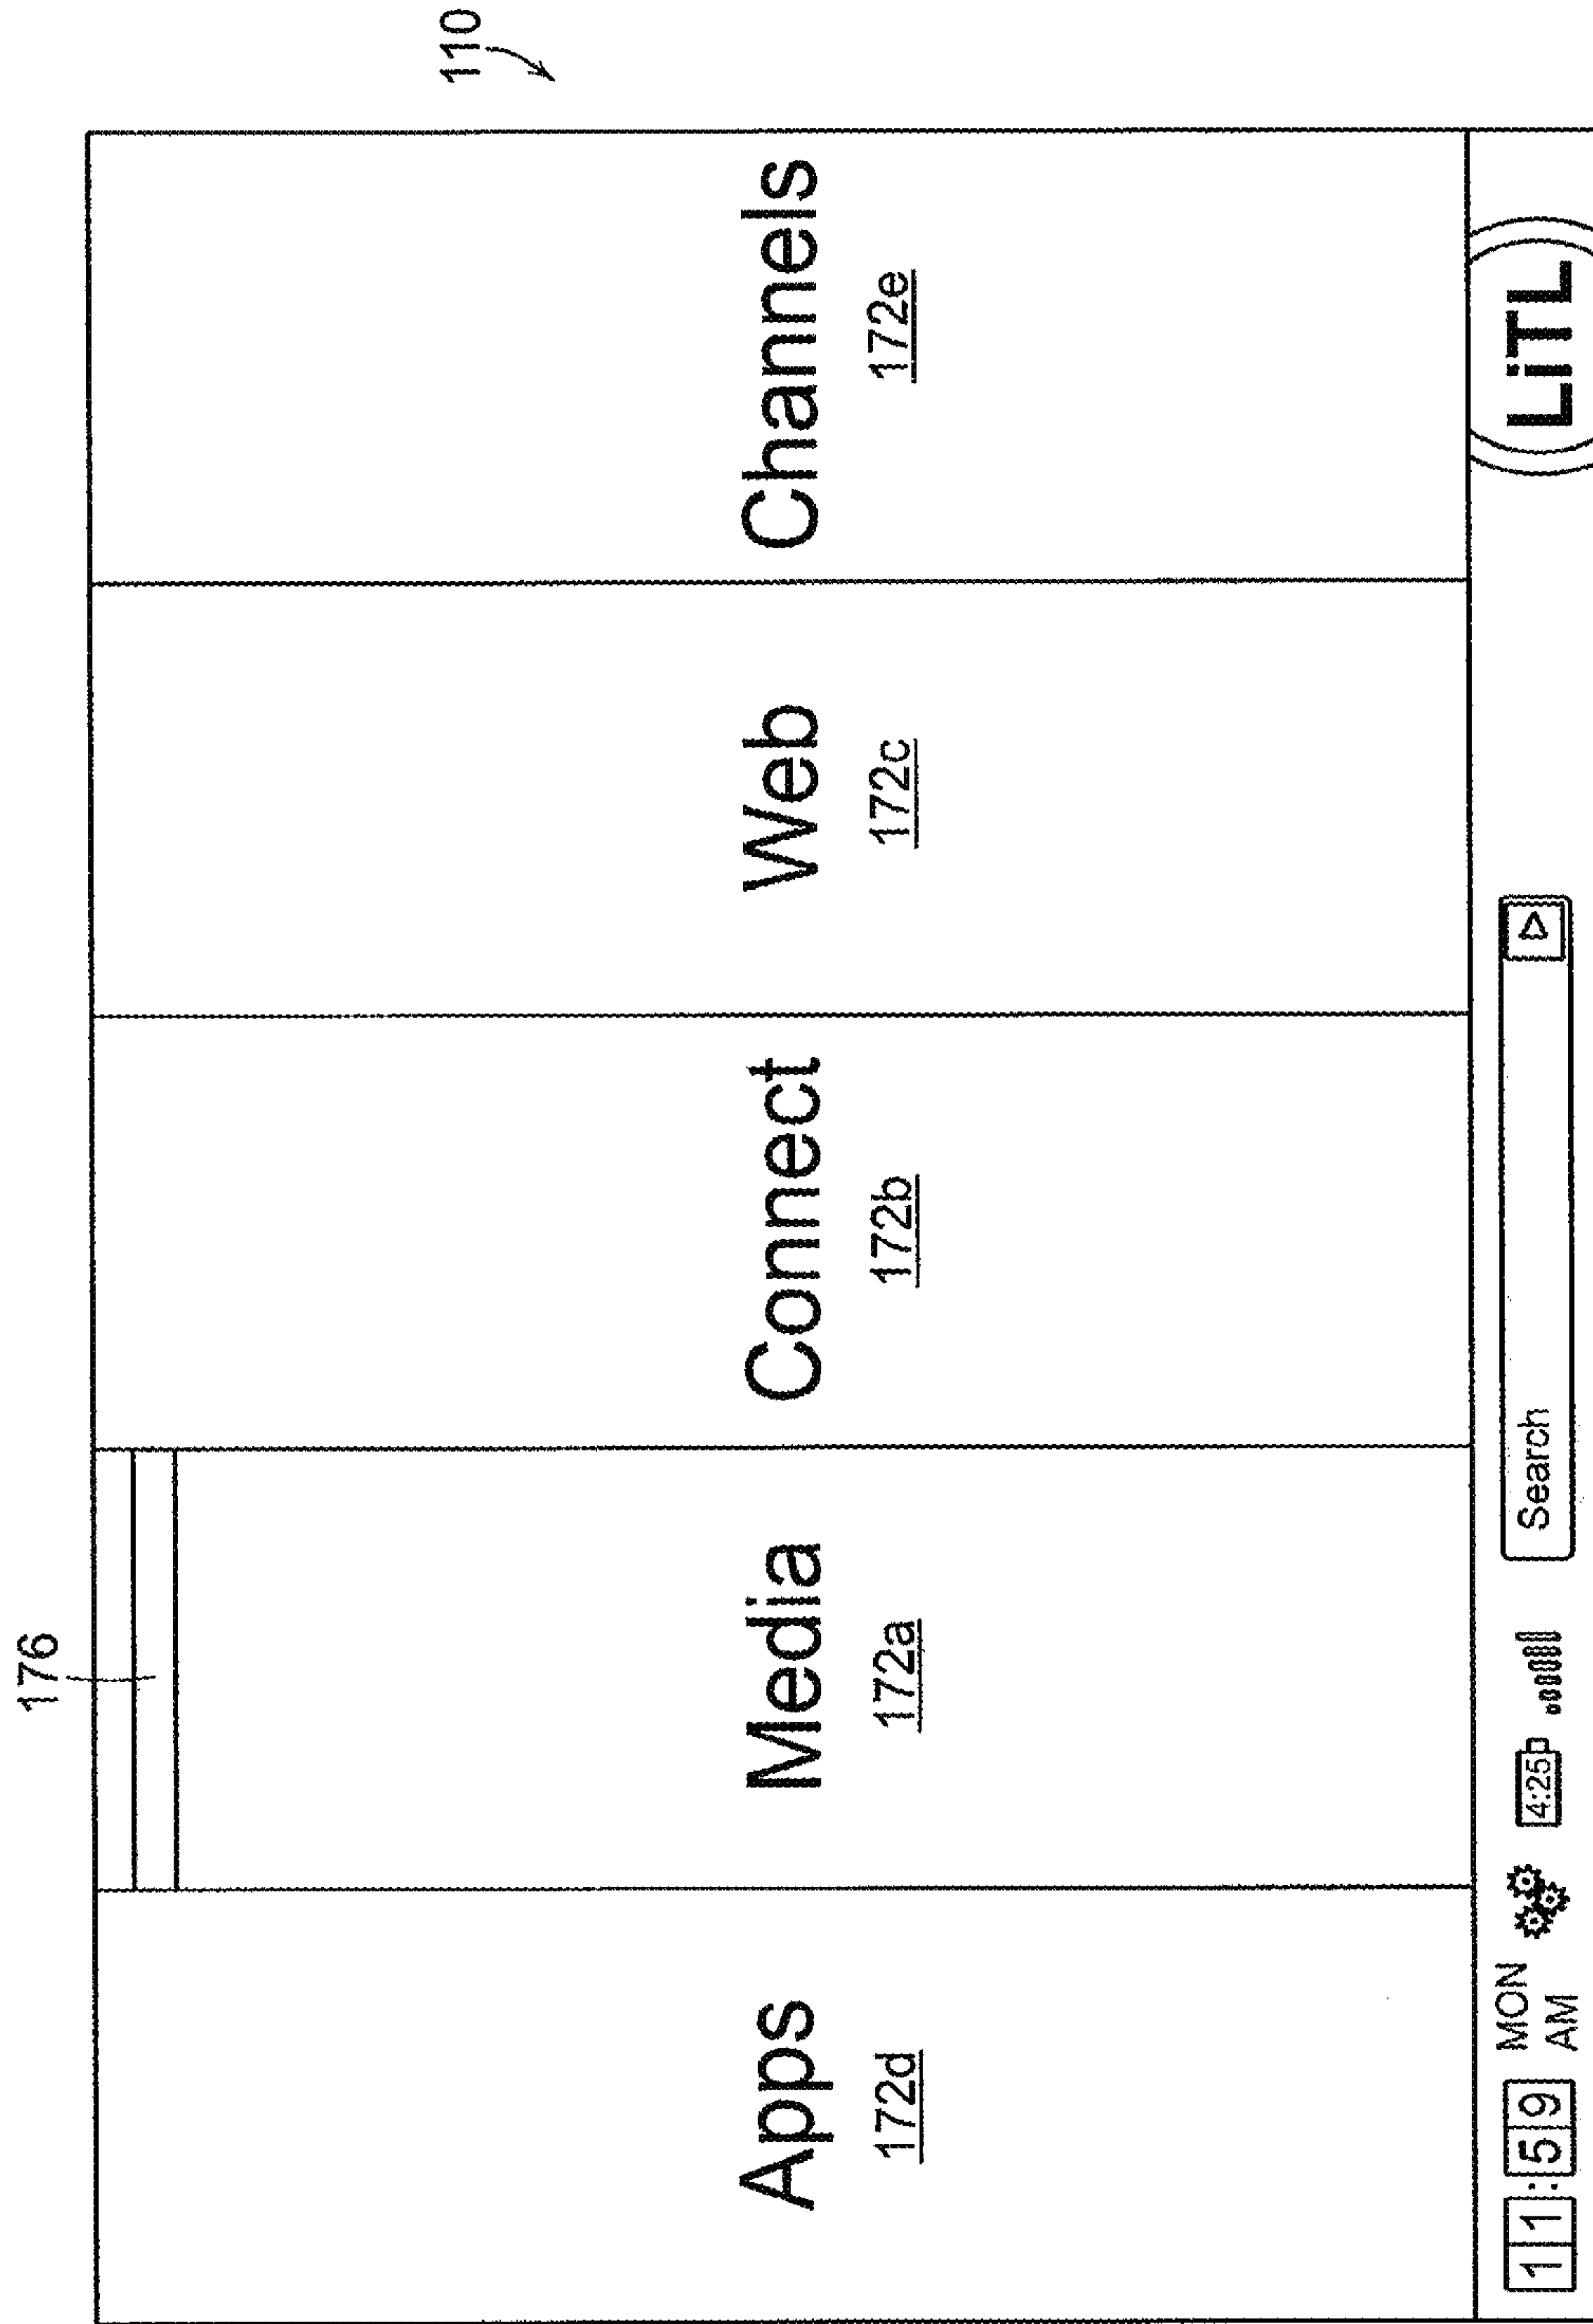 110
176
Apps
Media
Connect
Web
Channels
172d
172a
172b
172c
172e
11:59
MON
AM
4:25
Search
LiTL